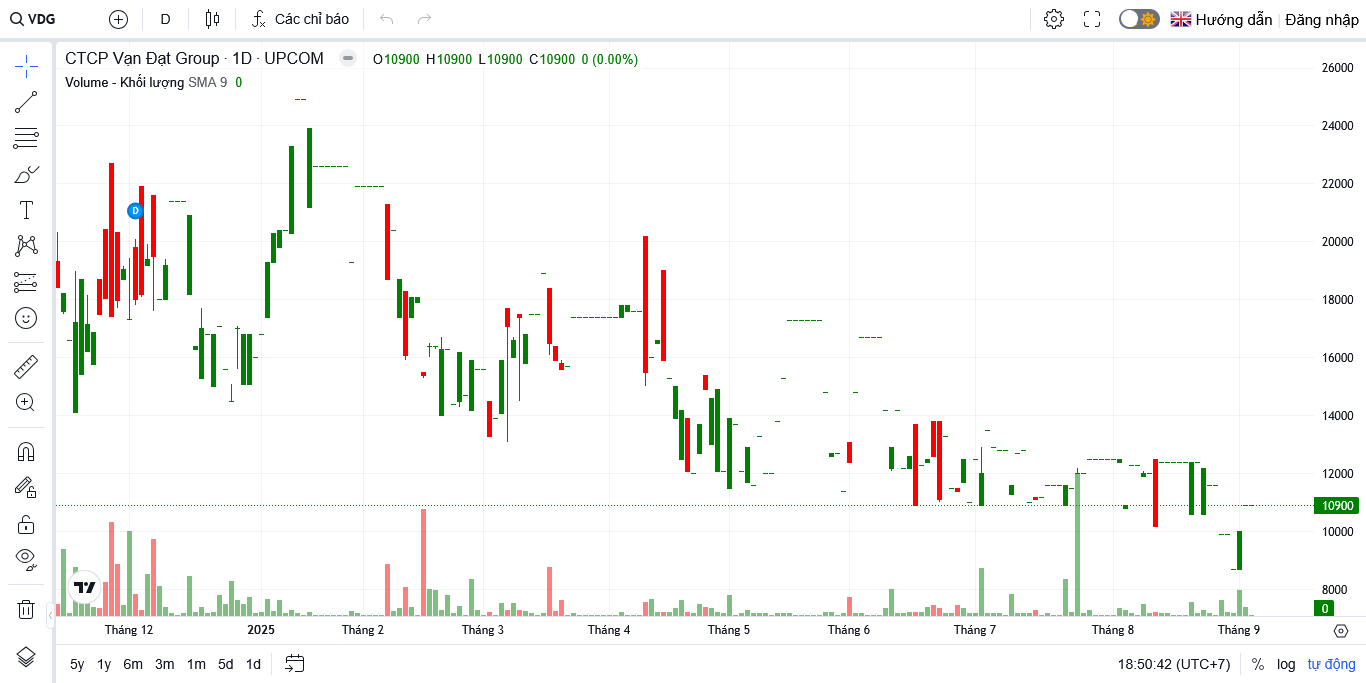 VDG D Các chỉ báo Hướng dẫn Đăng nhập
CTCP Vạn Đạt Group · 1D · UPCOM O10900 H10900 L10900 C10900 0 (0.00%)
Volume - Khối lượng SMA 9 0
D
26000
24000
22000
20000
18000
16000
14000
12000
10900
10000
8000
0
Tháng 12 2025 Tháng 2 Tháng 3 Tháng 4 Tháng 5 Tháng 6 Tháng 7 Tháng 8 Tháng 9
5y 1y 6m 3m 1m 5d 1d 18:50:42 (UTC+7) % log tự động